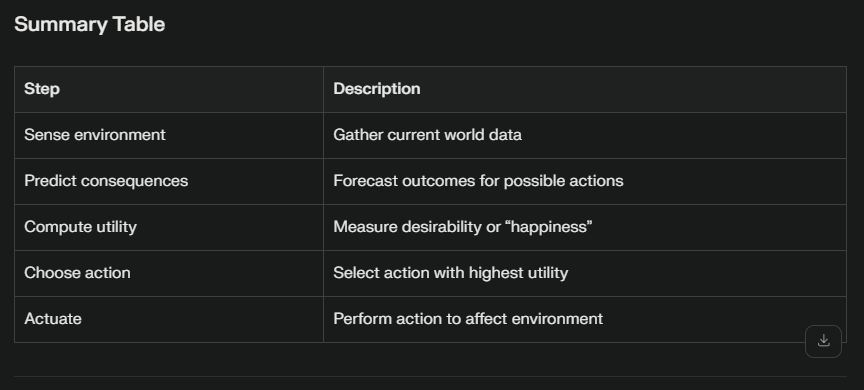 Summary Table
Step Description
Sense environment Gather current world data
Predict consequences Forecast outcomes for possible actions
Compute utility Measure desirability or “happiness”
Choose action Select action with highest utility
Actuate Perform action to affect environment